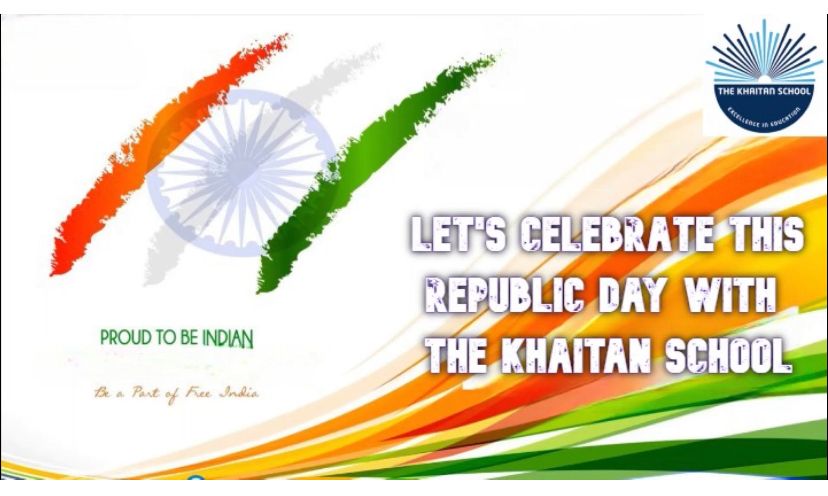 THE KHAITAN SCHOOL
EXCELLENCE IN EDUCATION
LET'S CELEBRATE THIS
REPUBLIC DAY WITH
THE KHAITAN SCHOOL
PROUD TO BE INDIAN
Be a Part of Free India